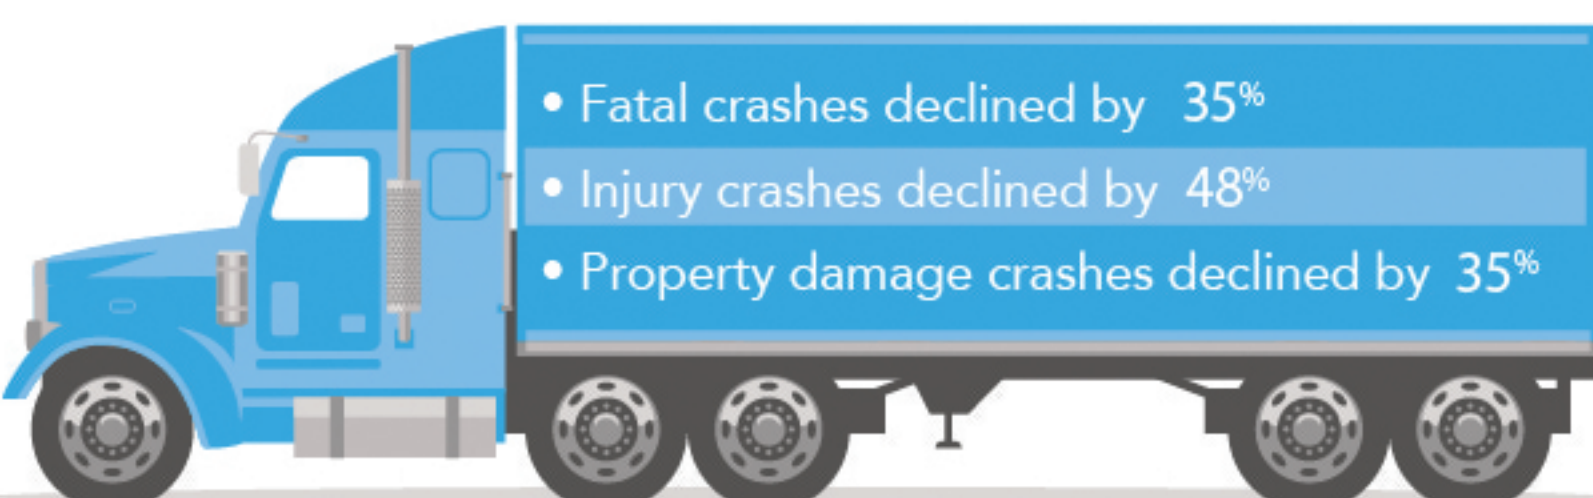 • Fatal crashes declined by 35%
• Injury crashes declined by 48%
• Property damage crashes declined by 35%